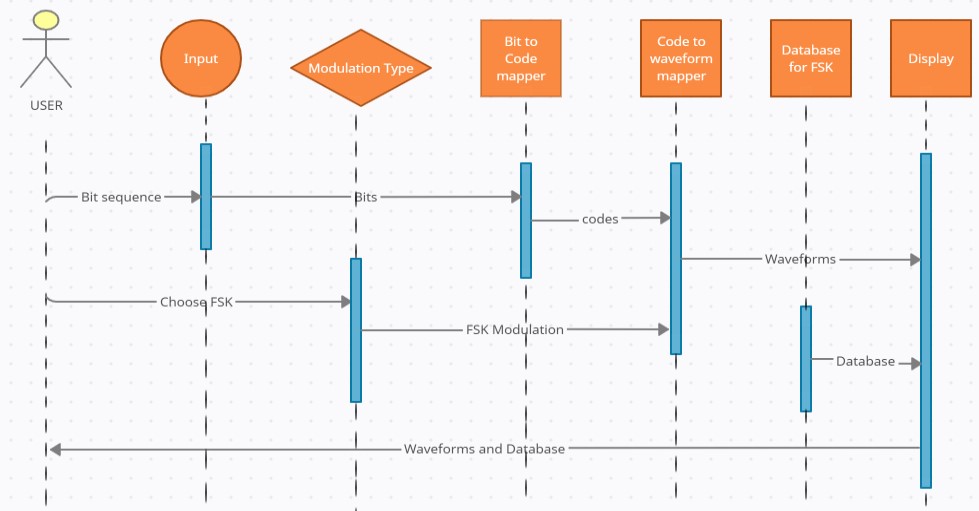 USER
Input
Modulation Type
Bit to
Code
mapper
Code to
waveform
mapper
Database
for FSK
Display
Bit sequence
Bits
codes
Waveforms
Choose FSK
FSK Modulation
Database
Waveforms and Database